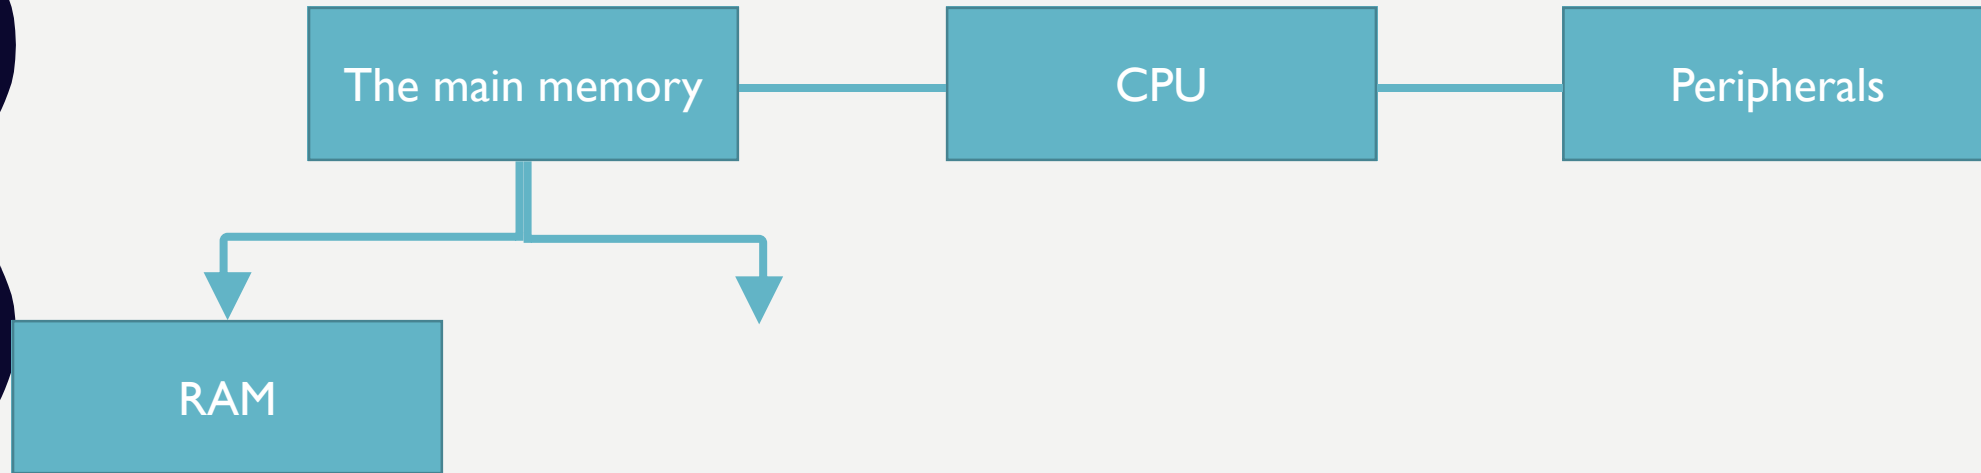 The main memory
CPU
Peripherals
RAM